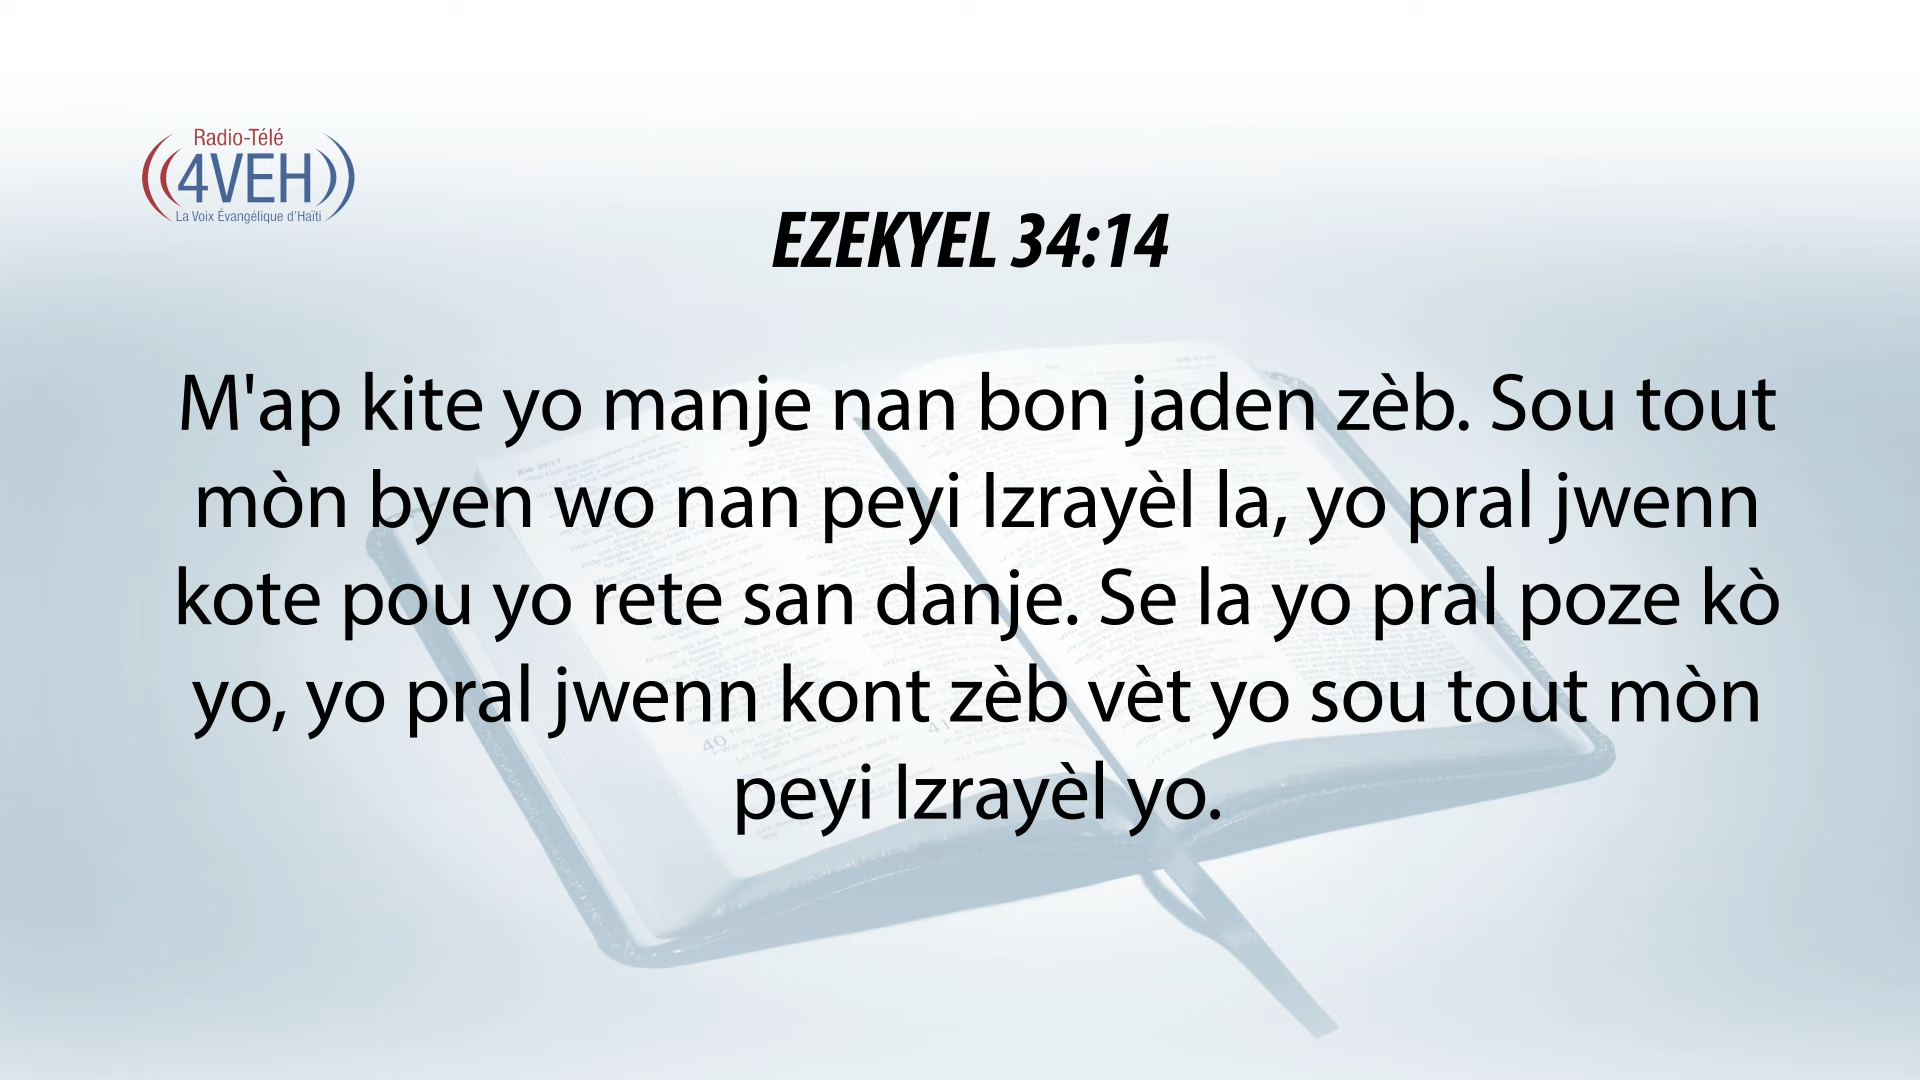 Radio-Télé
4VEH
La Voix Évangélique d'Haïti
EZEKYEL 34:14
M'ap kite yo manje nan bon jaden zèb. Sou tout
mòn byen wo nan peyi Izrayèl la, yo pral jwenn
kote pou yo rete san danje. Se la yo pral poze kò
yo, yo pral jwenn kont zèb vèt yo sou tout mòn
peyi Izrayèl yo.
40
41